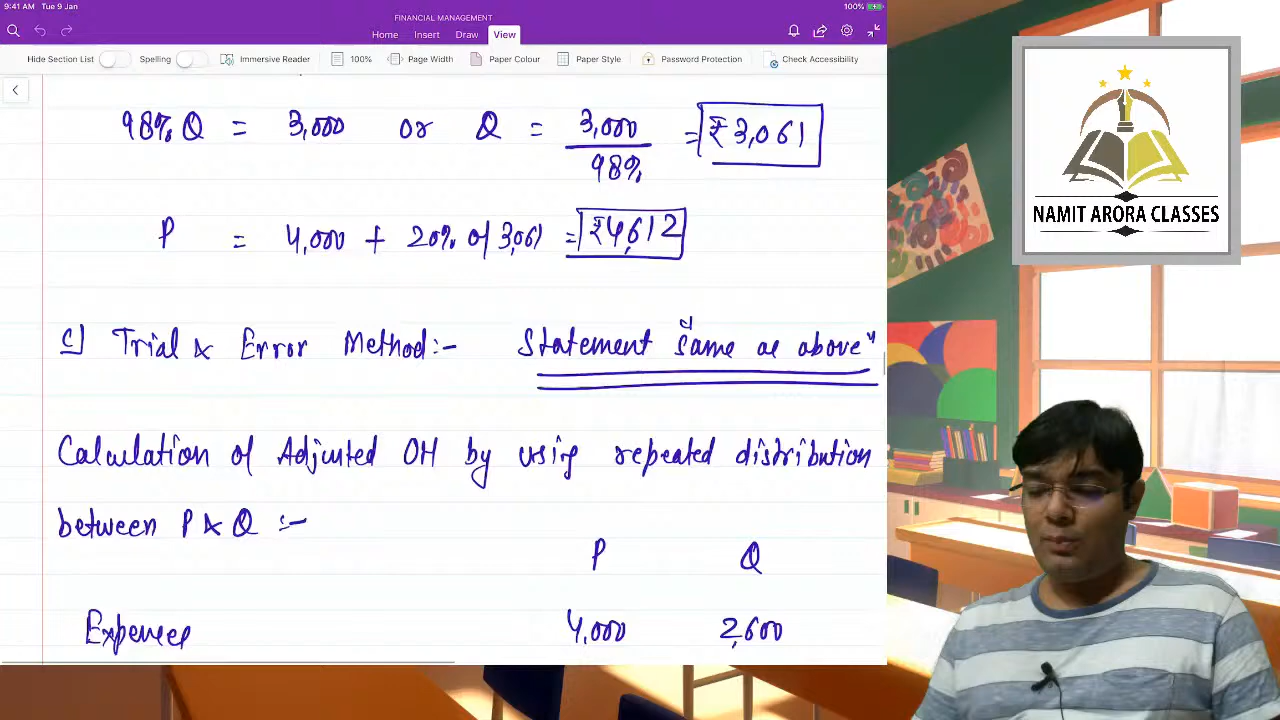 9:41 AM Tue 9 Jan
100%
FINANCIAL MANAGEMENT
Home Insert Draw View
Hide Section List Spelling Immersive Reader 100% Page Width Paper Colour Paper Style Password Protection Check Accessibility
98% Q = 3,000 or Q = 3,000 / 98% = ₹3,061
P = 4,000 + 20% of 3,061 = ₹4,612
c] Trial & Error Method:- Statement "same as above"
Calculation of Adjusted OH by using repeated distribution
between P & Q :-
P Q
Expenses 4,000 2,600
NAMIT ARORA CLASSES